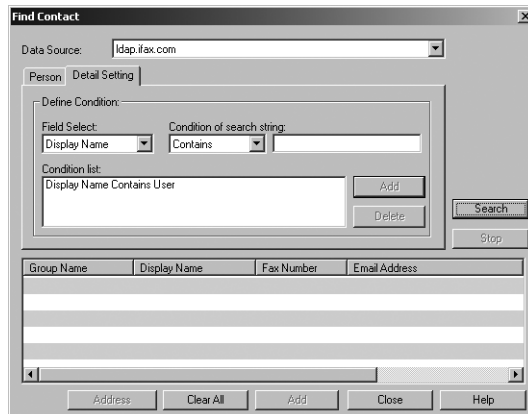 Find Contact
Data Source: ldap.ifax.com
Person Detail Setting
Define Condition:
Field Select: Condition of search string:
Display Name Contains
Condition list:
Display Name Contains User
Add
Delete
Search
Stop
Group Name Display Name Fax Number Email Address
Address Clear All Add Close Help